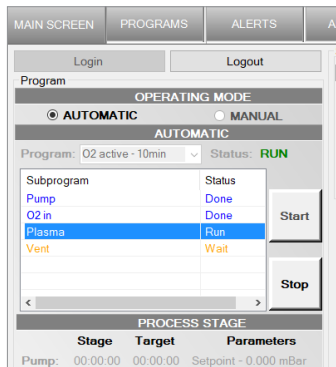 MAIN SCREEN PROGRAMS ALERTS A
Login Logout
Program
OPERATING MODE
AUTOMATIC MANUAL
AUTOMATIC
Program: O2 active - 10min Status: RUN
Subprogram Status
Pump Done
O2 in Done
Plasma Run
Vent Wait
Start
Stop
PROCESS STAGE
Stage Target Parameters
Pump: 00:00:00 00:00:00 Setpoint - 0.000 mBar